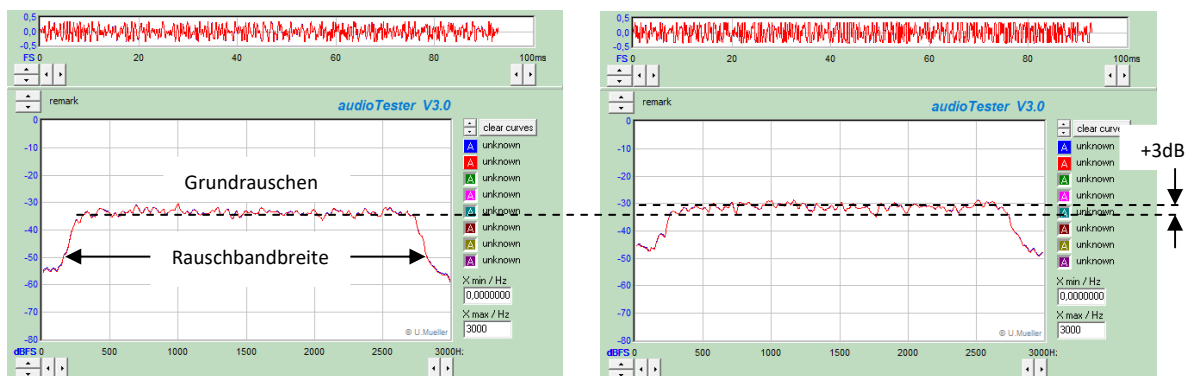 0,5
0,0
-0,5
FS 0 20 40 60 80 100ms
remark
audioTester V3.0
0
-10
-20
-30
-40
-50
-60
-70
-80
Grundrauschen
Rauschbandbreite
clear curves
A unknown
A unknown
A unknown
A unknown
A unknown
A unknown
A unknown
A unknown
X min / Hz
0,0000000
X max / Hz
3000
© U.Mueller
dBFS 0 500 1000 1500 2000 2500 3000H:
0,5
0,0
-0,5
FS 0 20 40 60 80 100ms
remark
audioTester V3.0
0
-10
-20
-30
-40
-50
-60
-70
-80
clear curve
A unknown
A unknown
A unknown
A unknown
A unknown
A unknown
A unknown
A unknown
X min / Hz
0,0000000
X max / Hz
3000
© U.Mueller
dBFS 0 500 1000 1500 2000 2500 3000H:
+3dB